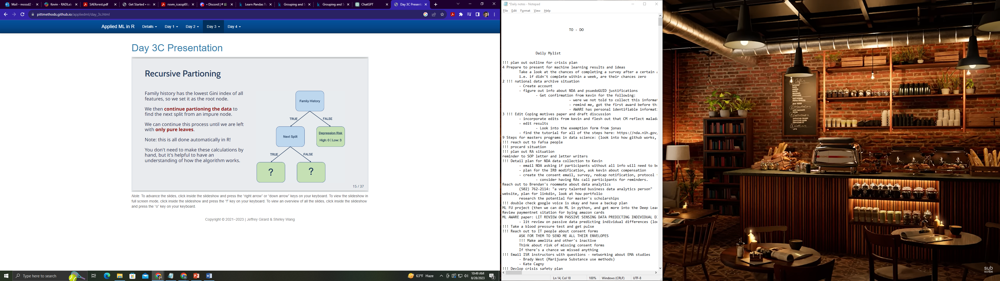 Mail - mossd2 -
Kevin - RADLab
SAEforest.pdf
Get Started • m
nsvm_icassp08.
• Discord | #
Learn Pandas Tu
Grouping and S
Grouping and S
ChatGPT
Day 3C Present
pittmethods.github.io/appliedml/day_3c.html
Applied ML in R
Details
Day 1
Day 2
Day 3
Day 4
Day 3C Presentation
Recursive Partioning
Family history has the lowest Gini index of all
features, so we set it as the root node.
We then continue partioning the data to
find the next split from an impure node.
We can continue this process until we are left
with only pure leaves.
Note: this is all done automatically in R!
You don't need to make these calculations by
hand, but it's helpful to have an
understanding of how the algorithm works.
Family History
TRUE
FALSE
Next Split
Depression Risk
High: 0 | Low: 3
TRUE
FALSE
?
?
15 / 37
Note. To advance the slides, click inside the slideshow and press the “right arrow” or “down arrow” keys on your keyboard. To view the slideshow in
full screen mode, click inside the slideshow and press the “f” key on your keyboard. To view an overview of all the slides, click inside the slideshow
and press the “o” key on your keyboard.
Copyright © 2021–2023 | Jeffrey Girard & Shirley Wang
Type here to search
63°F Haze
10:49 AM
8/28/2023
2
*Daily notes - Notepad
File Edit Format View Help
TO - DO
Daily Mylist
!!! plan out outline for crisis plan
4 Prepare to present for machine learning results and ideas
Take a look at the chances of completing a survey after a certain a
i.e. if didn't complete within a week, are their chances zero
2 !!! national data archive situation
- Create account
- figure out info about NDA and psuedoGUID justifications
- Get confirmation from kevin for the following:
- were we not told to collect this informat
- remind me, got the first award before thi
- AWARE has personal identifiable informati
3 !!! Edit Coping motives paper and draft discussion
- incorporate edits from kevin and flesh out that CM reflect malada
- edit results
- Look into the exemption form from jonas
- find the tutorial for all of the steps here: https://nda.nih.gov/
9 Steps for masters programs in data science: (look into how github works,
!!! reach out to fafsa people
!!! procard situation
!!! plan out RA situation
reminder to SOP letter and letter writers
!!! Detail plan for NDA data collection to Kevin
- email NDA asking if participants without all info will need to be
- plan for the IRB modification, ask kevin about compensation
- create the consent email, survey, redcap notification, protocol
- consider having RAs call participants for reminders.
Reach out to Brendan's roommate about data analytics
(502) 762-2114: "a very talented business data analytics person"
website, plan for linkdin, look at how portfolio
research the potential for master's scholarships
!!! double check google voice is okay and have a backup plan
ML FU project (then we can do ML in python, and get more into the Deep Lear
Review paymentnet sitation for bying amazon cards
ML AWARE paper: LIT REVIEW ON PASSIVE SENSING DATA PREDICTING INDIVIDUAL DI
- lit review on passive data predicting individual differences (loo
!!! Take a blood pressure test and get pulse
!!! Reach out to IT people about consent forms
ASK FOR THEM TO SEND ME ALL THEIR ENVELOPES
!!! Make amelita and other's inactive
Think about risk of missing consent forms
If there's a chance we missed anything
!!! Email ISR instructors with questions - networking about EMA studies
- Brady West (Marijuana Substance use methods)
- Kate Cagny
!!! Devlop crisis safety plan
Ln 14, Col 18
100%
Windows (CRLF)
UTF-8
sub
scribe